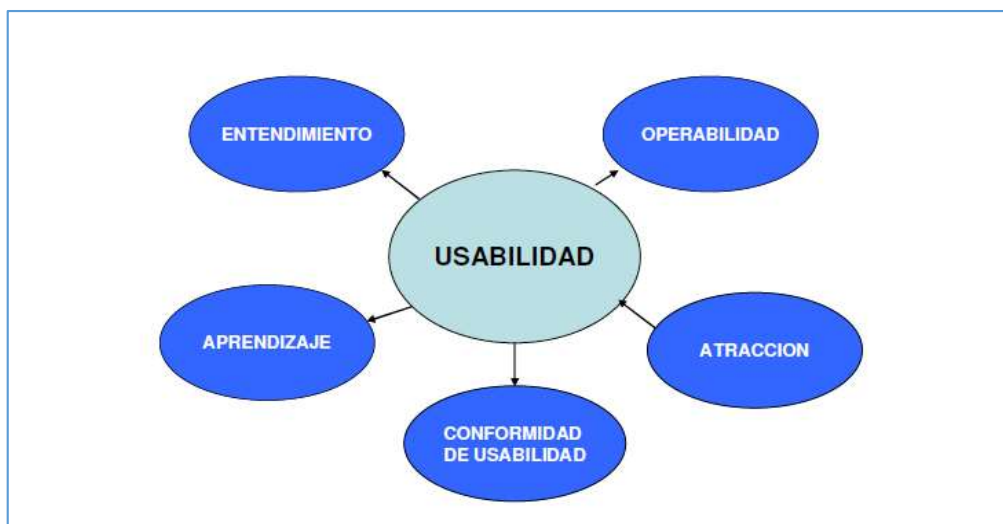 ENTENDIMIENTO
OPERABILIDAD
USABILIDAD
APRENDIZAJE
ATRACCION
CONFORMIDAD
DE USABILIDAD